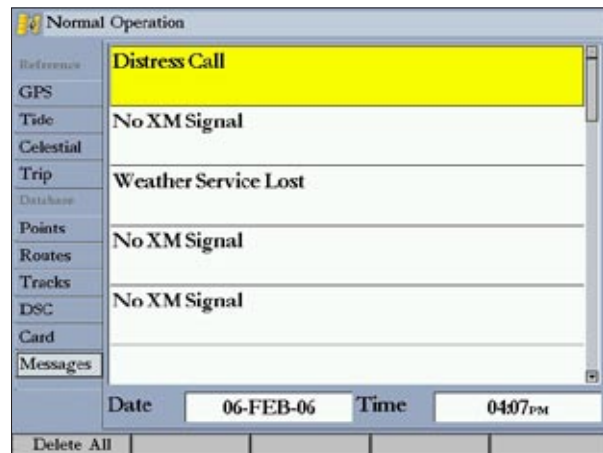 Normal Operation
Reference
GPS
Tide
Celestial
Trip
Database
Points
Routes
Tracks
DSC
Card
Messages
Distress Call
No XM Signal
Weather Service Lost
No XM Signal
No XM Signal
Date 06-FEB-06 Time 04:07PM
Delete All